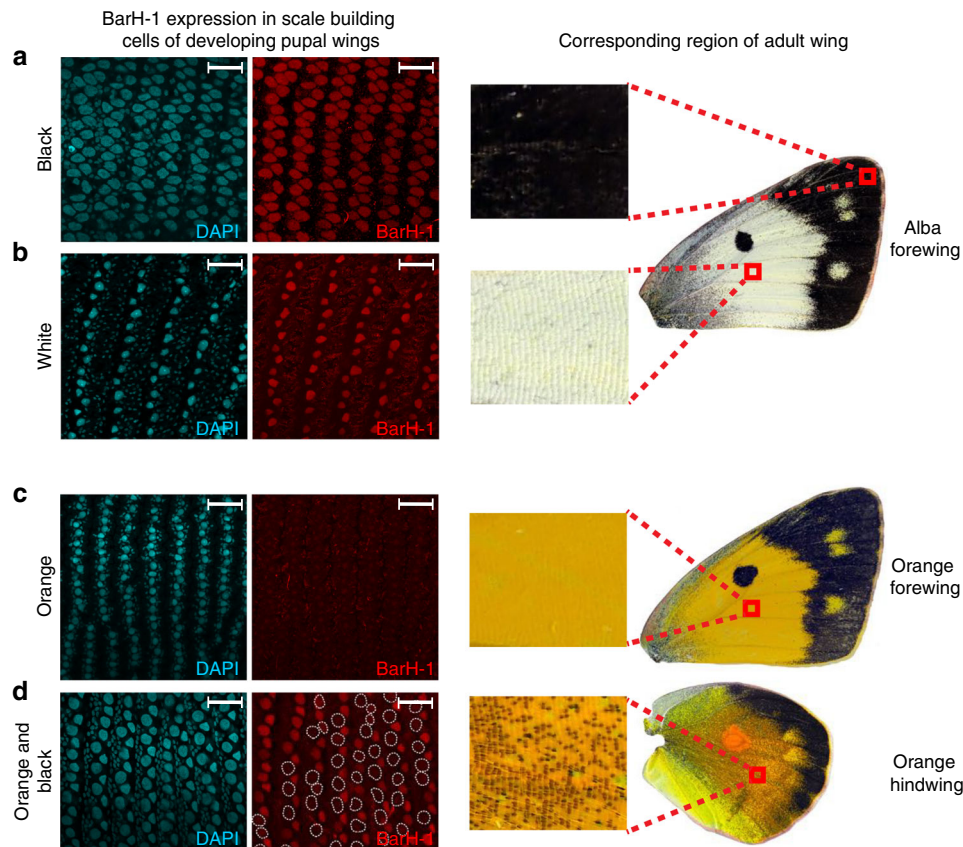 BarH-1 expression in scale building
cells of developing pupal wings
Corresponding region of adult wing
a
Black
DAPI
BarH-1
Alba
forewing
b
White
DAPI
BarH-1
c
Orange
DAPI
BarH-1
Orange
forewing
d
Orange and
black
DAPI
BarH-1
Orange
hindwing